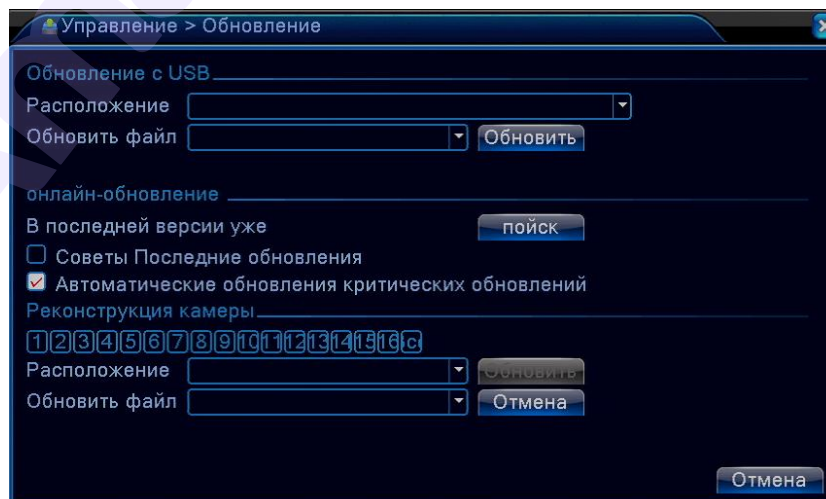 Управление > Обновление
Обновление с USB
Расположение
Обновить файл Обновить
онлайн-обновление
В последней версии уже пойск
Советы Последние обновления
Автоматические обновления критических обновлений
Реконструкция камеры
1 2 3 4 5 6 7 8 9 10 11 12 13 14 15 16
Расположение Обновить
Обновить файл Отмена
Отмена